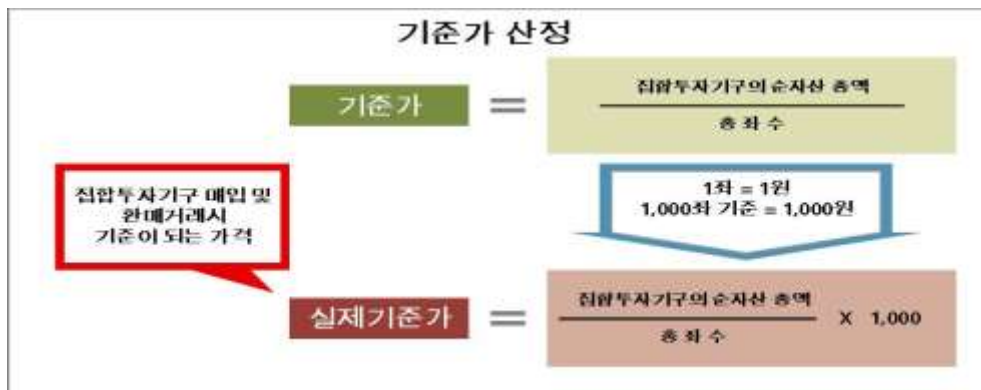 기준가 산정
기준가
=
집합투자기구의 순자산 총액
총 좌 수
집합투자기구 매입 및
환매거래시
기준이 되는 가격
1좌 = 1원
1,000좌 기준 = 1,000원
실제기준가
=
집합투자기구의 순자산 총액
총 좌 수
X 1,000